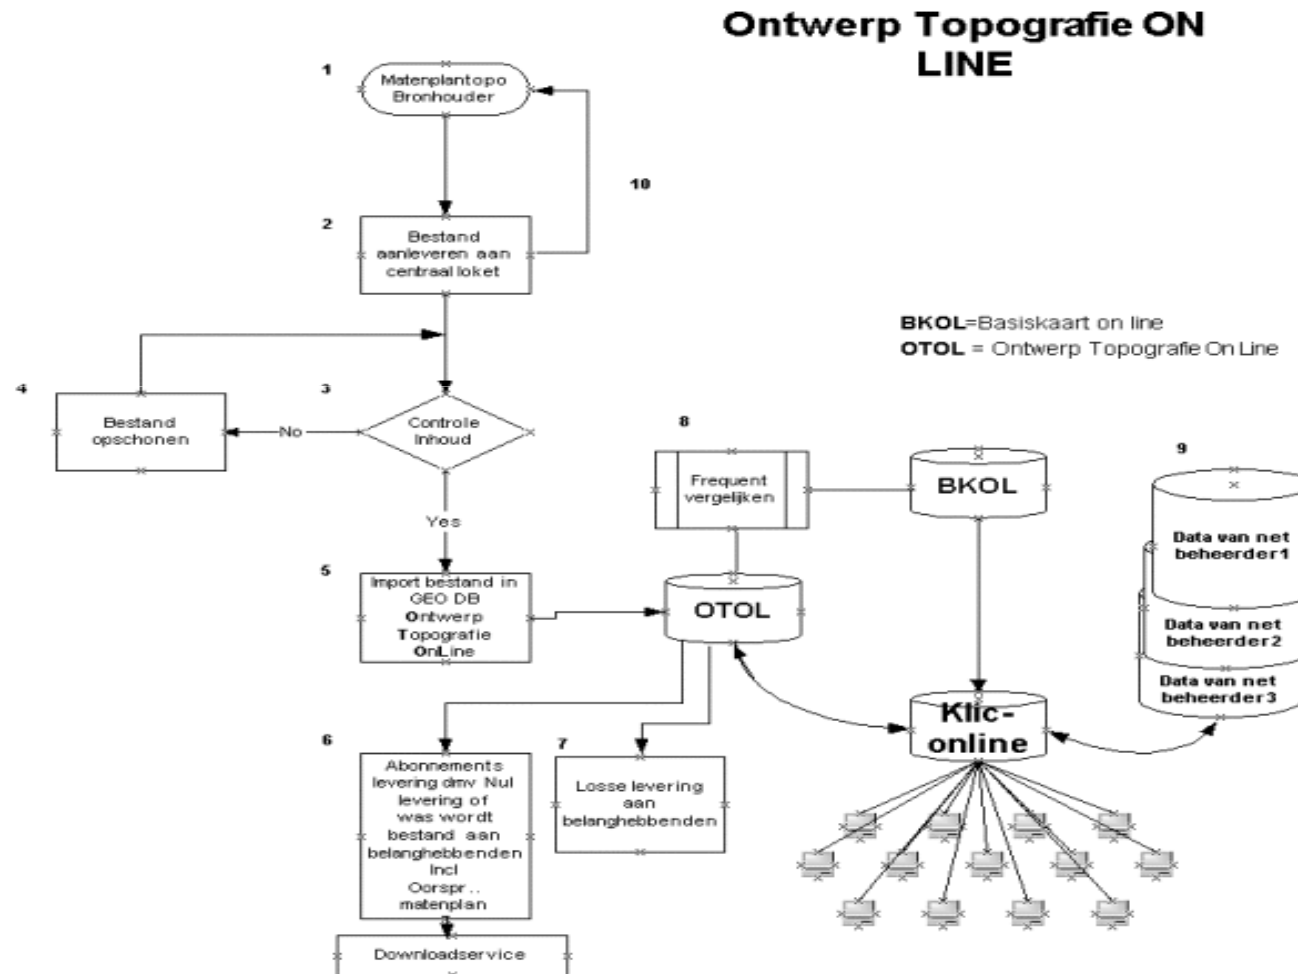 Ontwerp Topografie ON
LINE
1
Matenplantopo
Bronhouder
10
2
Bestand
aanleveren aan
centraal loket
BKOL=Basiskaart on line
OTOL = Ontwerp Topografie On Line
4
Bestand
opschonen
No
3
Controle
Inhoud
Yes
8
Frequent
vergelijken
BKOL
9
Data van net
beheerder1
Data van net
beheerder2
Data van net
beheerder3
5
Import bestand in
GEO DB
Ontwerp
Topografie
OnLine
OTOL
Klic-
online
6
Abonnements
levering dmv Nul
levering of
was wordt
bestand aan
belanghebbenden
Incl
Oorspr..
matenplan
7
Losse levering
aan
belanghebbenden
Downloadservice